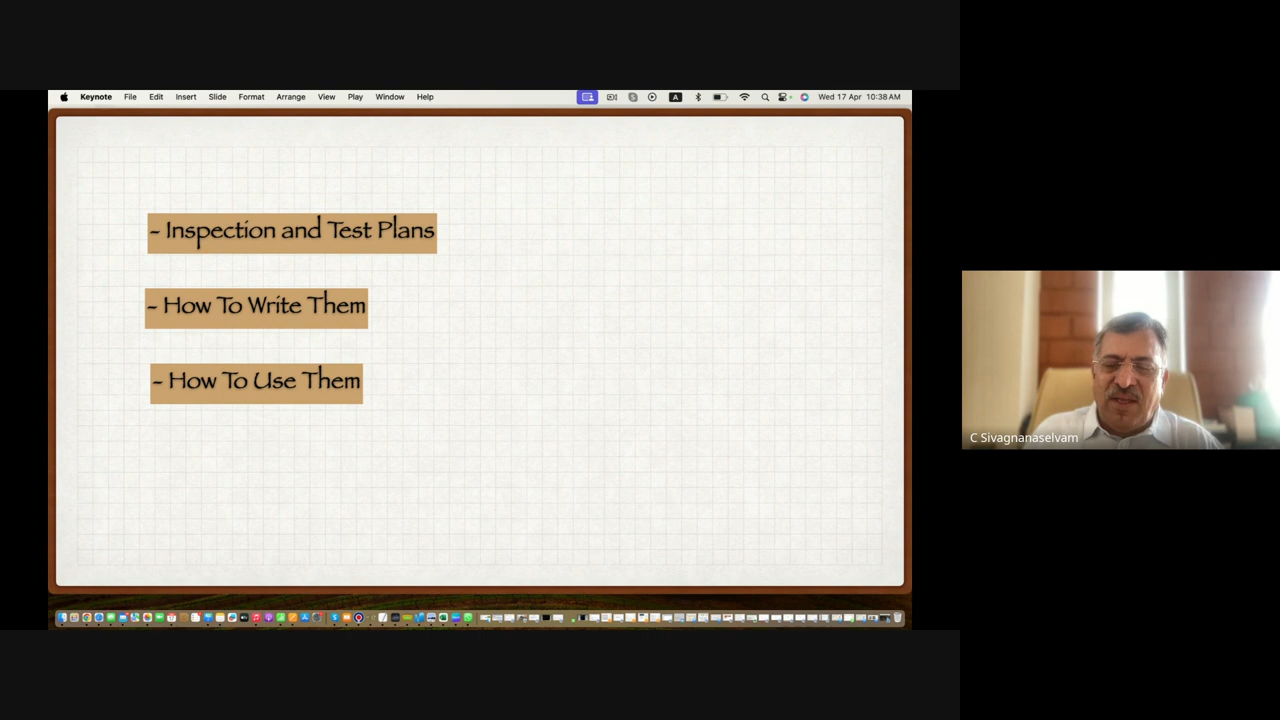 Keynote File Edit Insert Slide Format Arrange View Play Window Help A Wed 17 Apr 10:38 AM
- Inspection and Test Plans
- How To Write Them
- How To Use Them
C Sivagnanaselvam